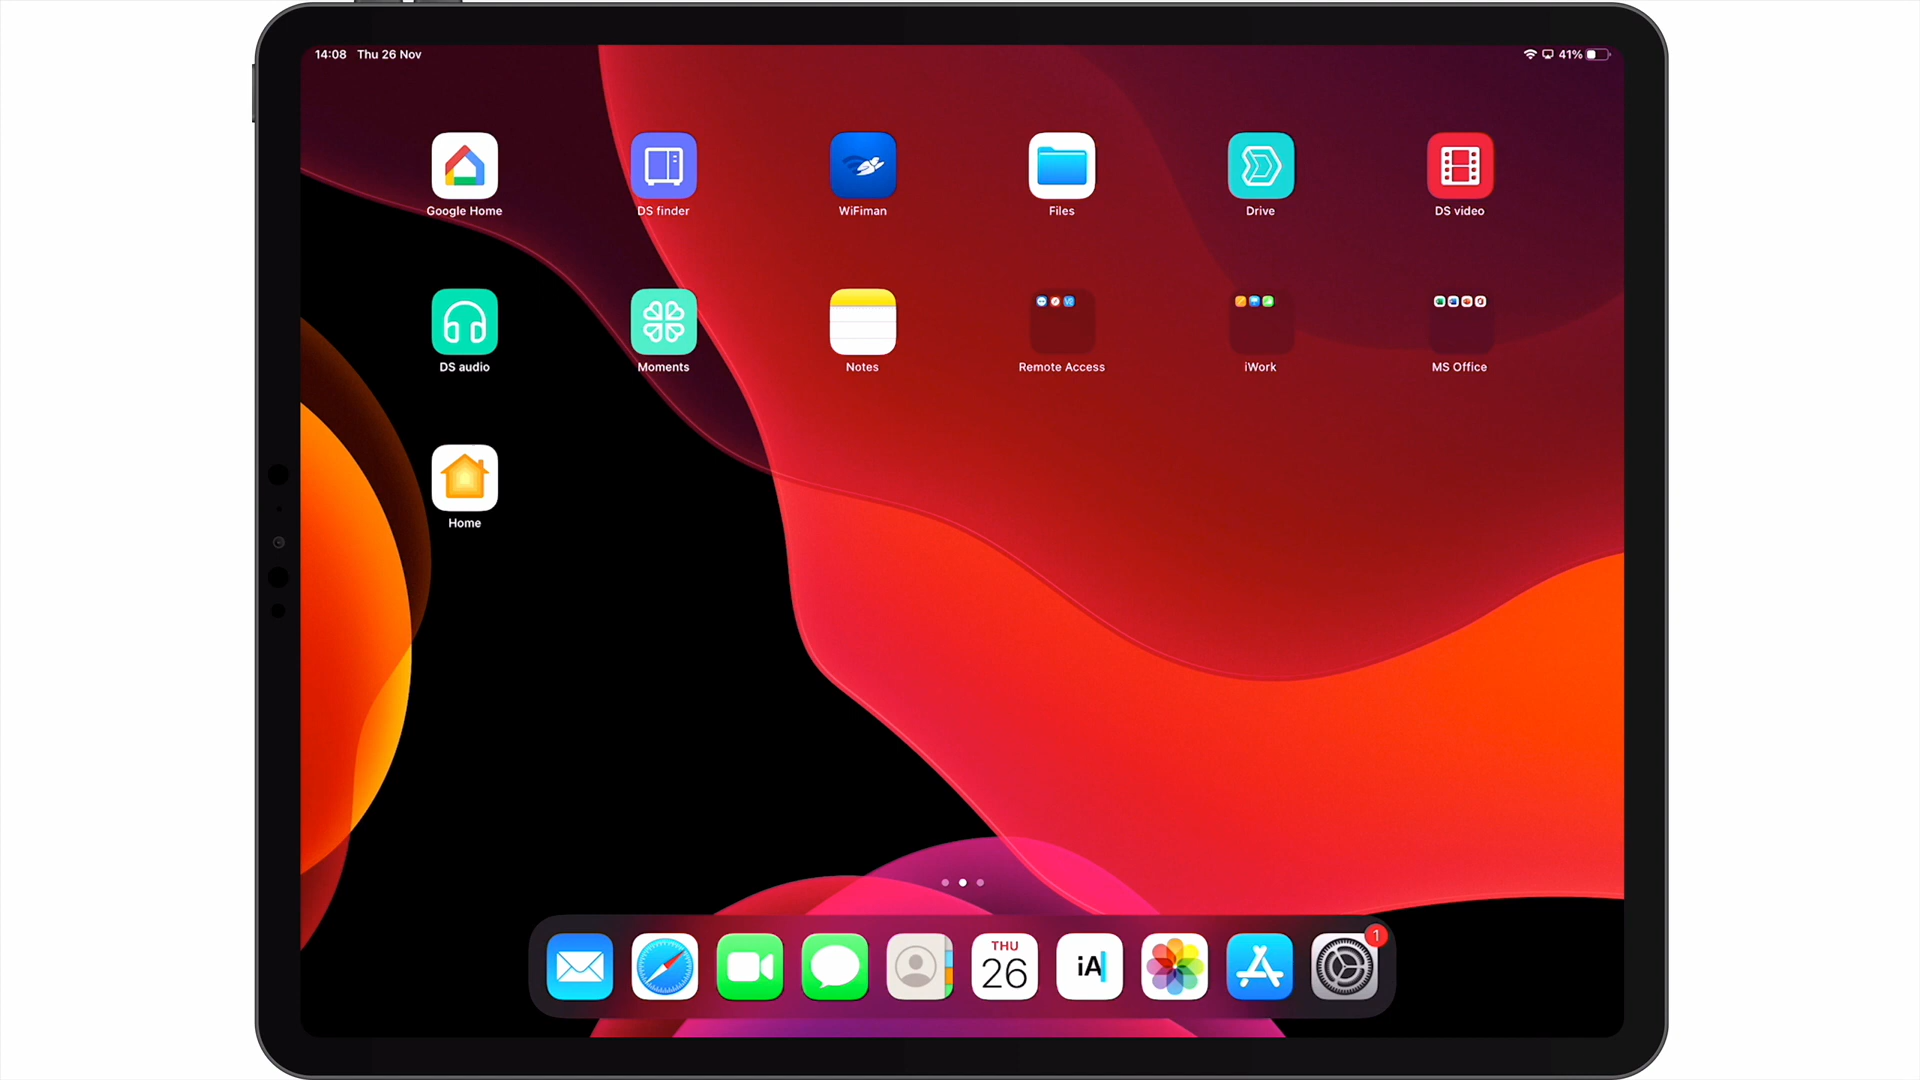 14:08 Thu 26 Nov
41%
Google Home
DS finder
WiFiman
Files
Drive
DS video
DS audio
Moments
Notes
Remote Access
iWork
MS Office
Home
THU
26
iA
1